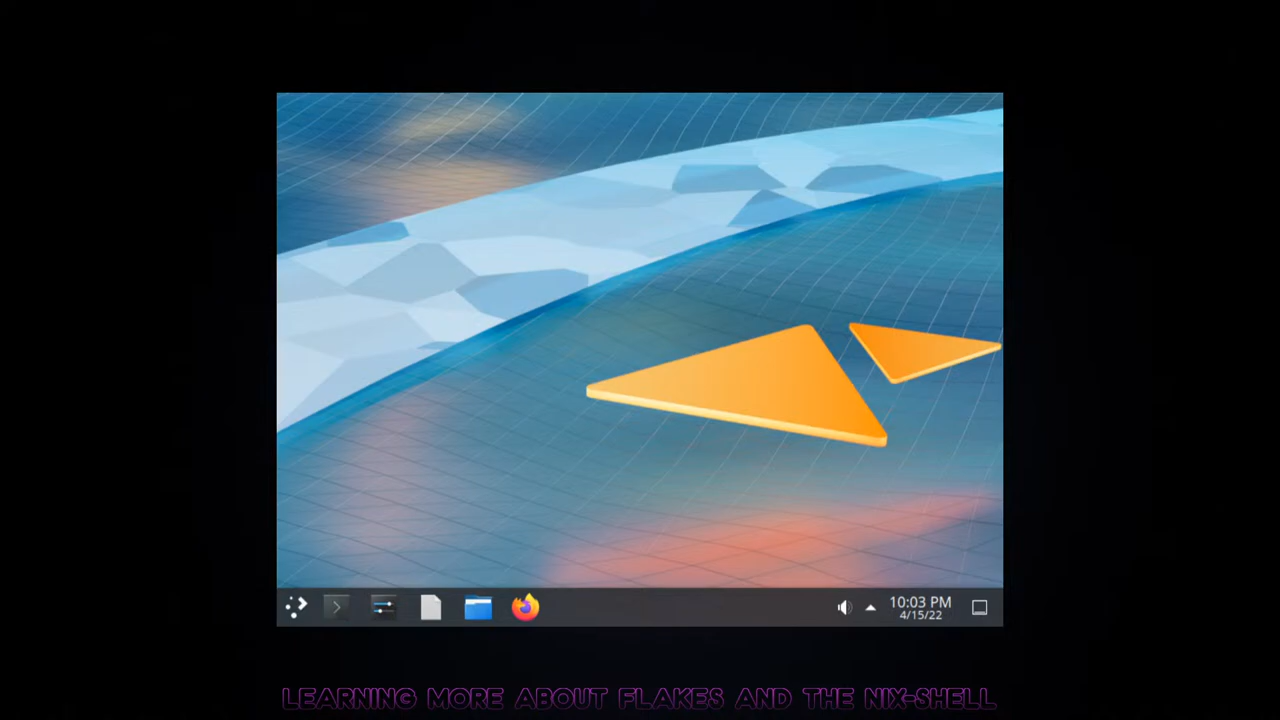 10:03 PM
4/15/22
LEARNING MORE ABOUT FLAKES AND THE NIX-SHELL